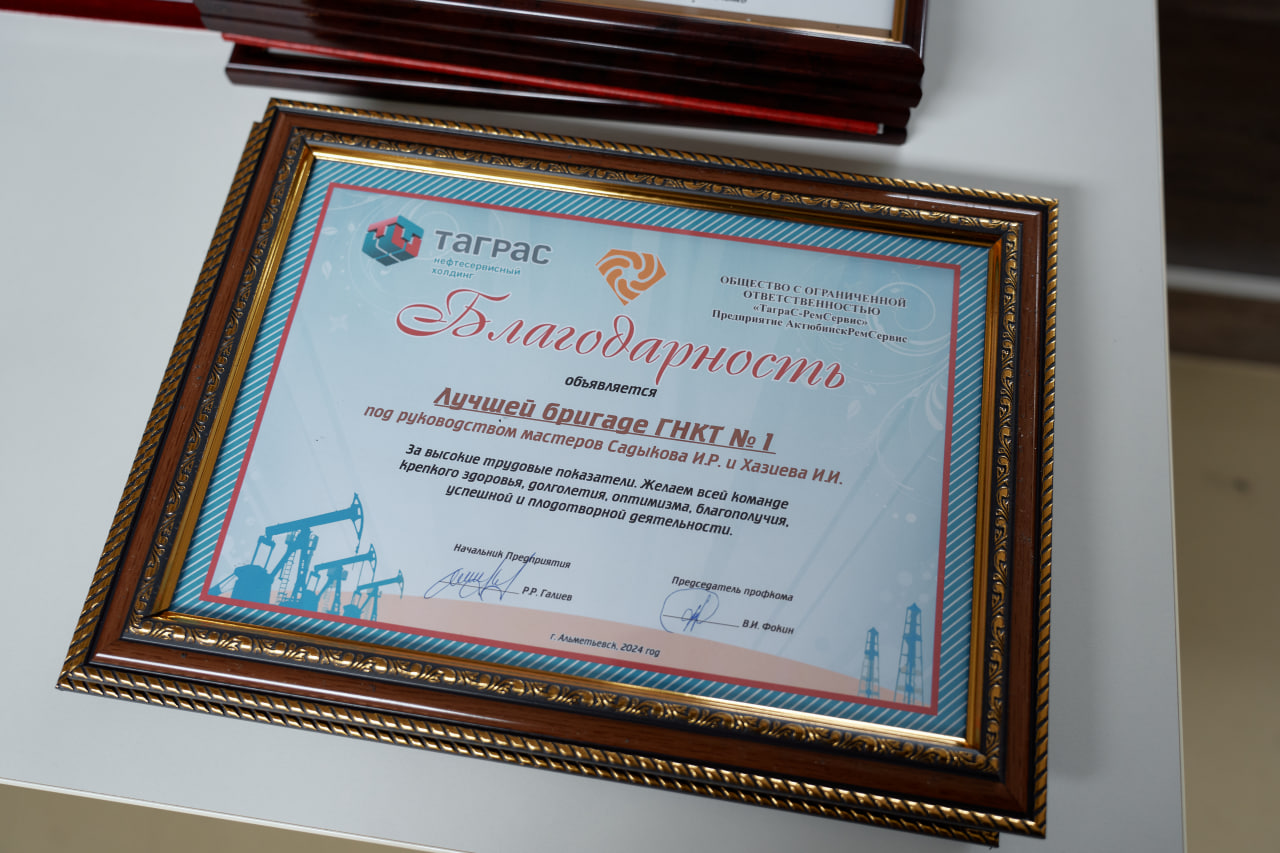 ТАГРАС
нефтесервисный
холдинг
ОБЩЕСТВО С ОГРАНИЧЕННОЙ
ОТВЕТСТВЕННОСТЬЮ
«ТаграС-РемСервис»
Предприятие АктюбинскРемСервис
Благодарность
объявляется
Лучшей бригаде ГНКТ № 1
под руководством мастеров Садыкова И.Р. и Хазиева И.И.
За высокие трудовые показатели. Желаем всей команде
крепкого здоровья, долголетия, оптимизма, благополучия,
успешной и плодотворной деятельности.
Начальник Предприятия
Р.Р. Галиев
Председатель профкома
В.И. Фокин
г. Альметьевск, 2024 год